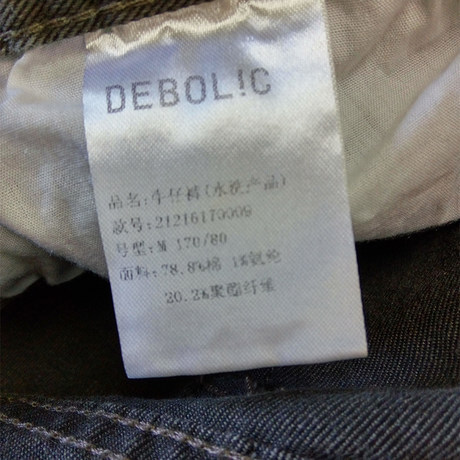 DEBOL!C
品名:牛仔裤(水洗产品)
款号:21216170009
号型:M 170/80
面料:78.8%棉 1%氨纶
20.2%聚酯纤维